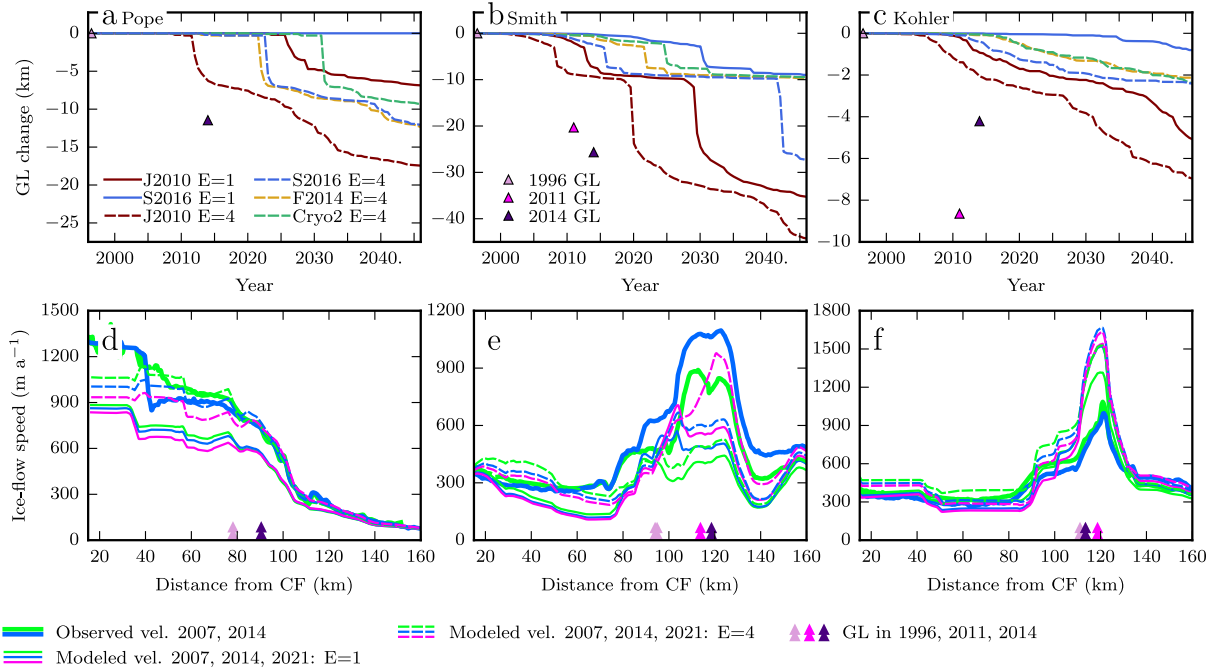 a Pope
b Smith
c Kohler
GL change (km)
0
−5
−10
−15
−20
−25
0
−10
−20
−30
−40
0
−2
−4
−6
−8
−10
J2010 E=1
S2016 E=1
J2010 E=4
S2016 E=4
F2014 E=4
Cryo2 E=4
1996 GL
2011 GL
2014 GL
2000 2010 2020 2030 2040.
2000 2010 2020 2030 2040.
2000 2010 2020 2030 2040.
Year
Year
Year
d
e
f
Ice-flow speed (m a−1)
1500
1200
900
600
300
0
1200
900
600
300
0
1800
1500
1200
900
600
300
0
20 40 60 80 100 120 140 160
20 40 60 80 100 120 140 160
20 40 60 80 100 120 140 160
Distance from CF (km)
Distance from CF (km)
Distance from CF (km)
Observed vel. 2007, 2014
Modeled vel. 2007, 2014, 2021: E=1
Modeled vel. 2007, 2014, 2021: E=4
GL in 1996, 2011, 2014